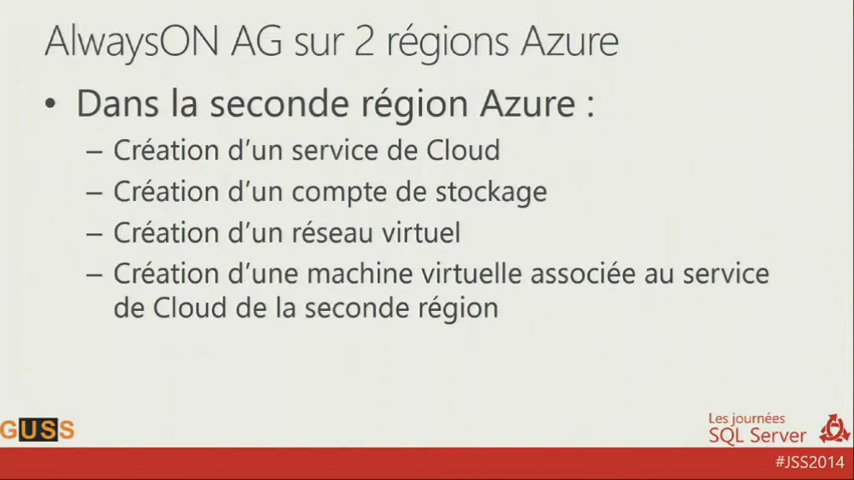 AlwaysON AG sur 2 régions Azure
• Dans la seconde région Azure :
– Création d’un service de Cloud
– Création d’un compte de stockage
– Création d’un réseau virtuel
– Création d’une machine virtuelle associée au service
de Cloud de la seconde région
GUSS
Les journées
SQL Server
#JSS2014